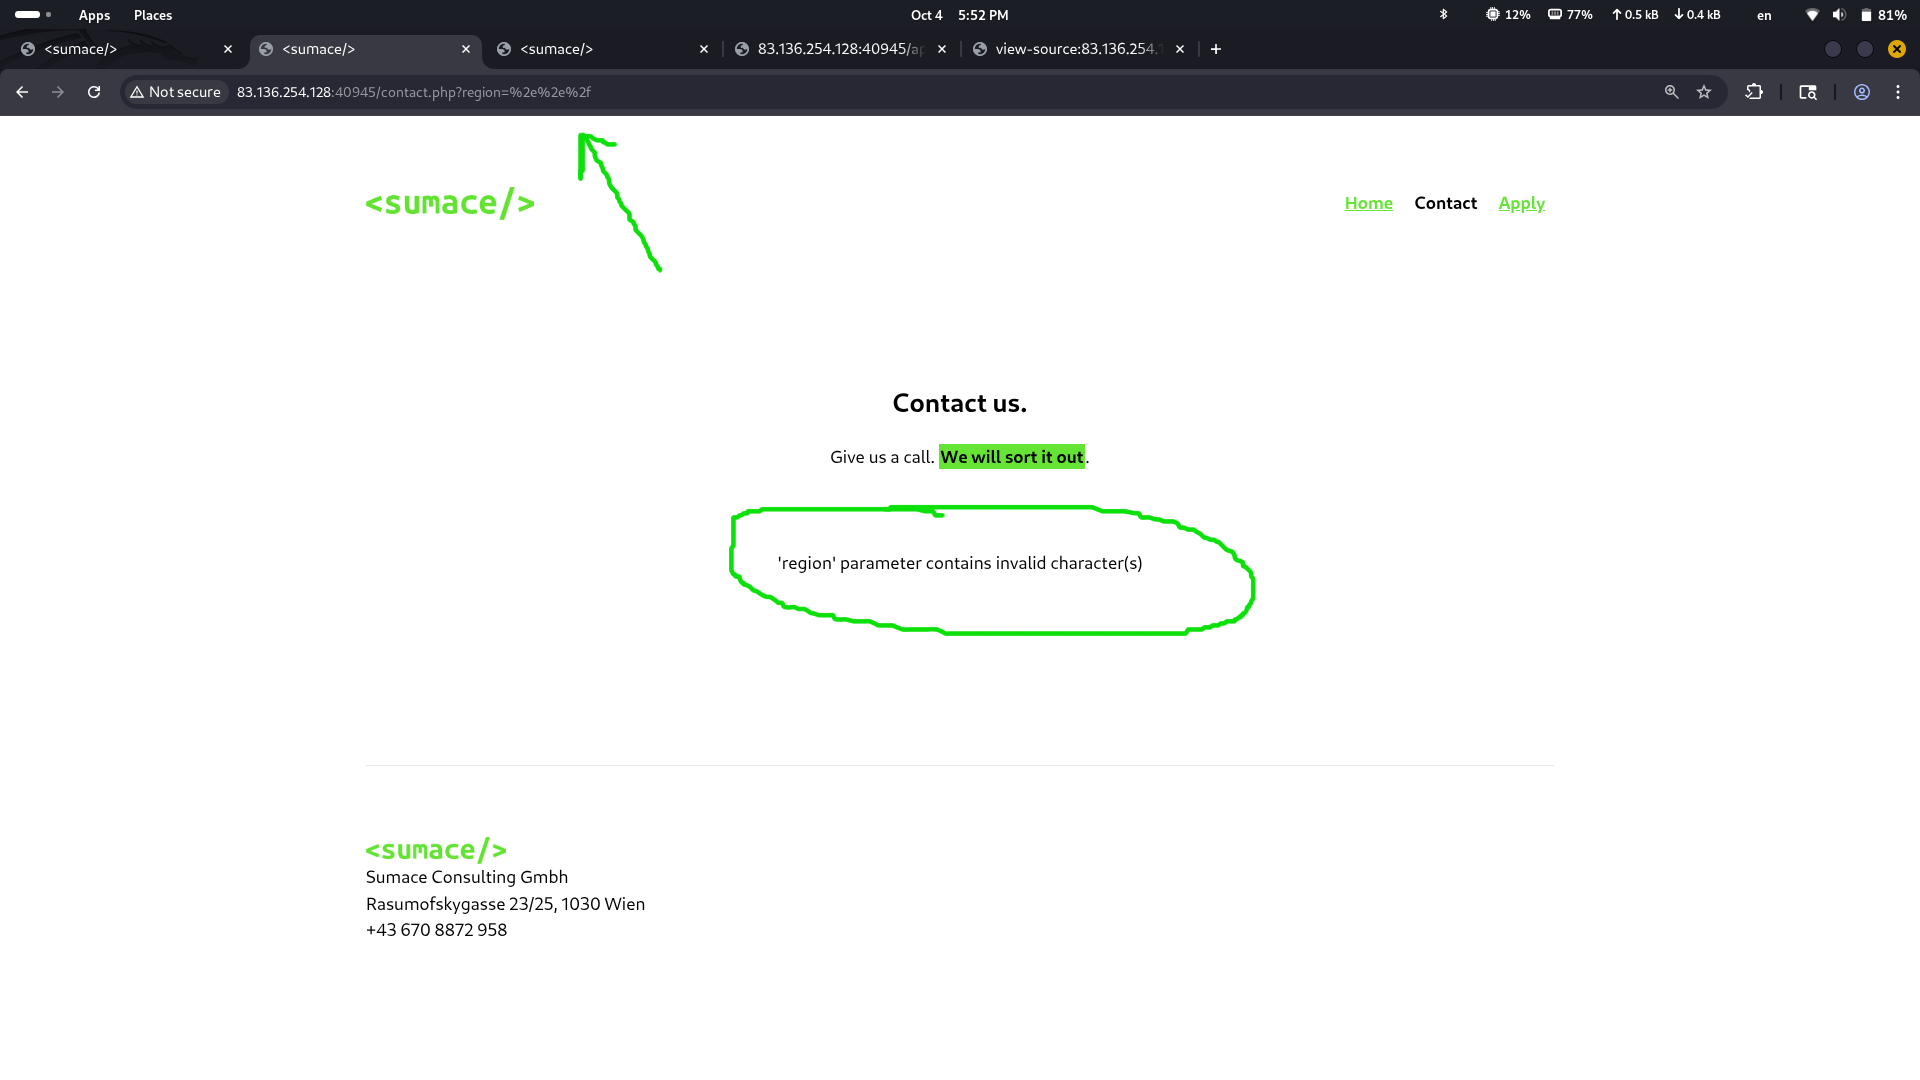 Apps Places Oct 4 5:52 PM 12% 77% 0.5 kB 0.4 kB en 81%
<sumace/> <sumace/> <sumace/> 83.136.254.128:40945/ap view-source:83.136.254.1
Not secure 83.136.254.128:40945/contact.php?region=%2e%2e%2f
<sumace/> Home Contact Apply
Contact us.
Give us a call. We will sort it out.
'region' parameter contains invalid character(s)
<sumace/>
Sumace Consulting Gmbh
Rasumofskygasse 23/25, 1030 Wien
+43 670 8872 958